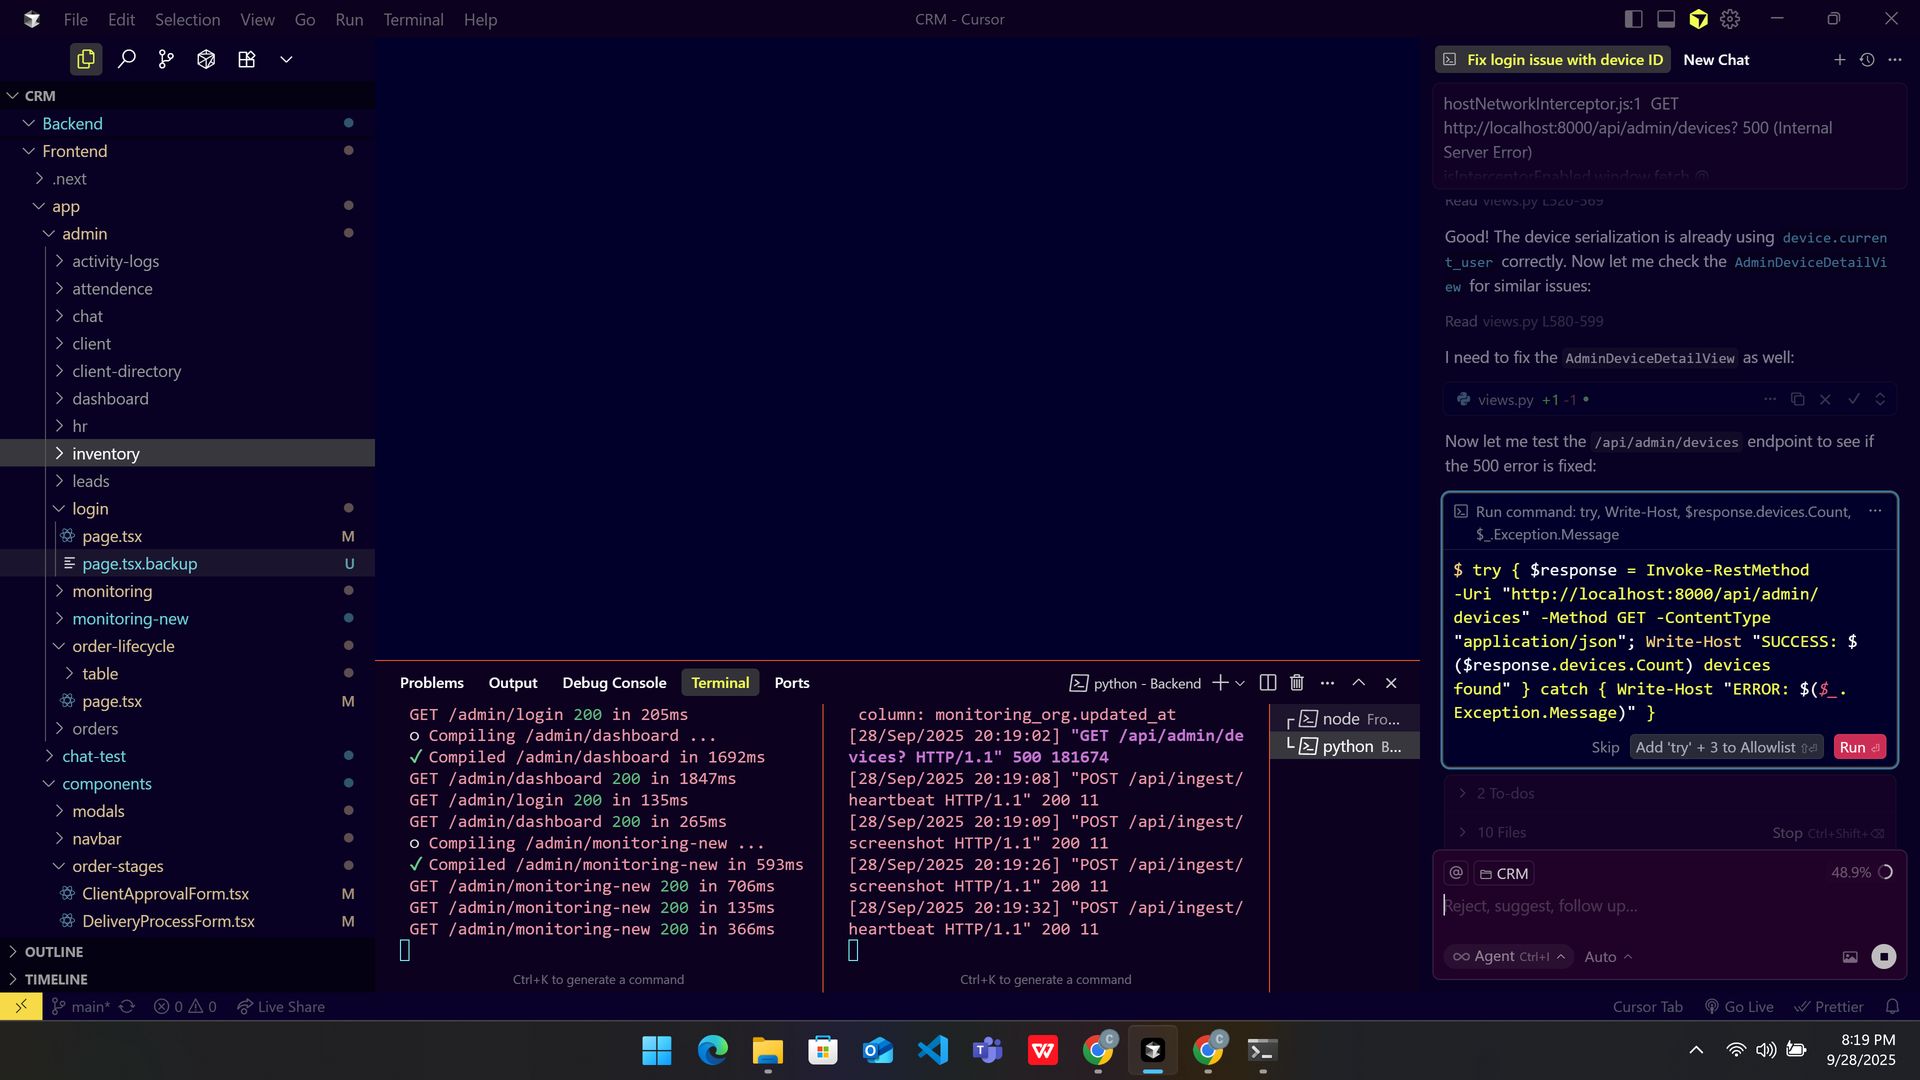 File Edit Selection View Go Run Terminal Help
CRM - Cursor
CRM
Backend
Frontend
.next
app
admin
activity-logs
attendence
chat
client
client-directory
dashboard
hr
inventory
leads
login
page.tsx M
page.tsx.backup U
monitoring
monitoring-new
order-lifecycle
table
page.tsx M
orders
chat-test
components
modals
navbar
order-stages
ClientApprovalForm.tsx M
DeliveryProcessForm.tsx M
OUTLINE
TIMELINE
Problems Output Debug Console Terminal Ports
python - Backend
GET /admin/login 200 in 205ms
○ Compiling /admin/dashboard ...
✓ Compiled /admin/dashboard in 1692ms
GET /admin/dashboard 200 in 1847ms
GET /admin/login 200 in 135ms
GET /admin/dashboard 200 in 265ms
○ Compiling /admin/monitoring-new ...
✓ Compiled /admin/monitoring-new in 593ms
GET /admin/monitoring-new 200 in 706ms
GET /admin/monitoring-new 200 in 135ms
GET /admin/monitoring-new 200 in 366ms
Ctrl+K to generate a command
column: monitoring_org.updated_at
[28/Sep/2025 20:19:02] "GET /api/admin/de
vices? HTTP/1.1" 500 181674
[28/Sep/2025 20:19:08] "POST /api/ingest/
heartbeat HTTP/1.1" 200 11
[28/Sep/2025 20:19:09] "POST /api/ingest/
screenshot HTTP/1.1" 200 11
[28/Sep/2025 20:19:26] "POST /api/ingest/
screenshot HTTP/1.1" 200 11
[28/Sep/2025 20:19:32] "POST /api/ingest/
heartbeat HTTP/1.1" 200 11
Ctrl+K to generate a command
node Fro...
python B...
Fix login issue with device ID New Chat
hostNetworkInterceptor.js:1 GET
http://localhost:8000/api/admin/devices? 500 (Internal
Server Error)
isInterceptorEnabled.window.fetch @
Read views.py L520-569
Good! The device serialization is already using device.curren
t_user correctly. Now let me check the AdminDeviceDetailVi
ew for similar issues:
Read views.py L580-599
I need to fix the AdminDeviceDetailView as well:
views.py +1 -1 •
Now let me test the /api/admin/devices endpoint to see if
the 500 error is fixed:
Run command: try, Write-Host, $response.devices.Count, ...
$_.Exception.Message
$ try { $response = Invoke-RestMethod
-Uri "http://localhost:8000/api/admin/
devices" -Method GET -ContentType
"application/json"; Write-Host "SUCCESS: $
($response.devices.Count) devices
found" } catch { Write-Host "ERROR: $($_.
Exception.Message)" }
Skip Add 'try' + 3 to Allowlist ⇧⏎ Run ⏎
2 To-dos
10 Files Stop Ctrl+Shift+⌫
@ CRM 48.9%
Reject, suggest, follow up...
∞ Agent Ctrl+I Auto
main* 0 0 Live Share
Cursor Tab Go Live Prettier
8:19 PM
9/28/2025